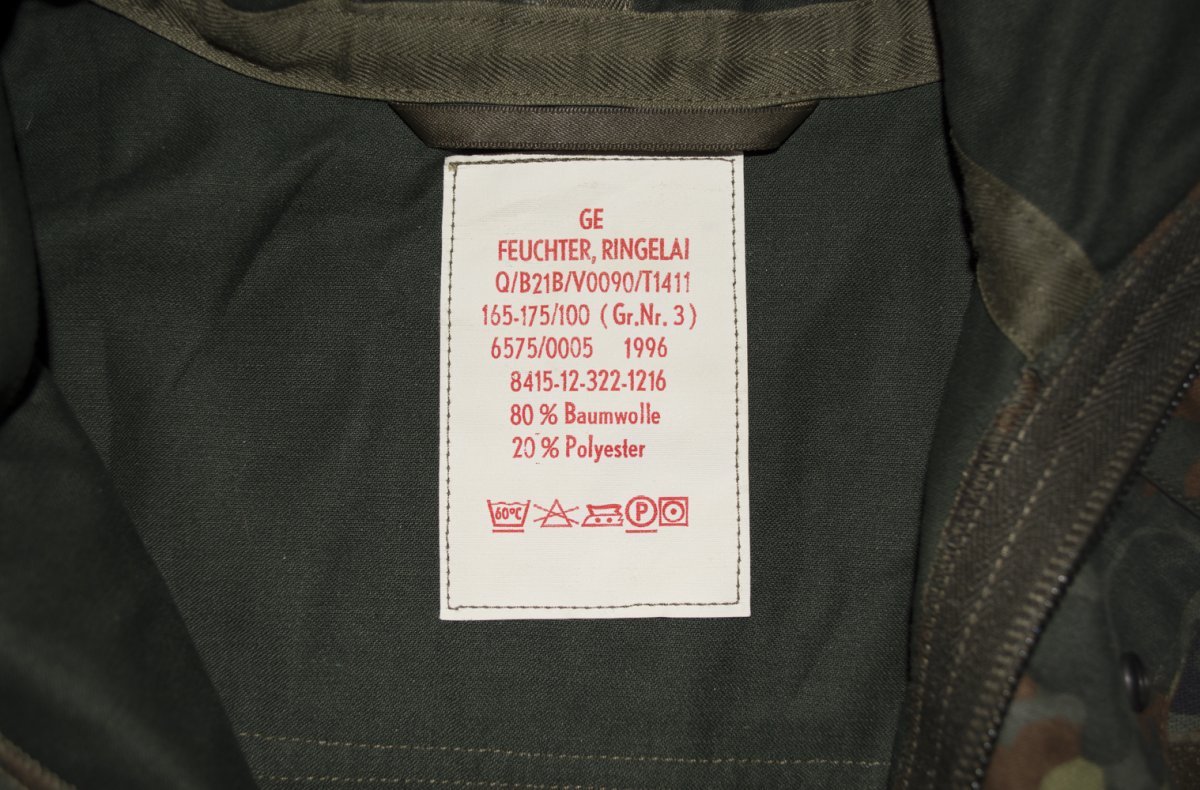 GE
FEUCHTER, RINGELAI
Q/B21B/V0090/T1411
165-175/100 (Gr.Nr. 3)
6575/0005 1996
8415-12-322-1216
80 % Baumwolle
20 % Polyester
60°C P